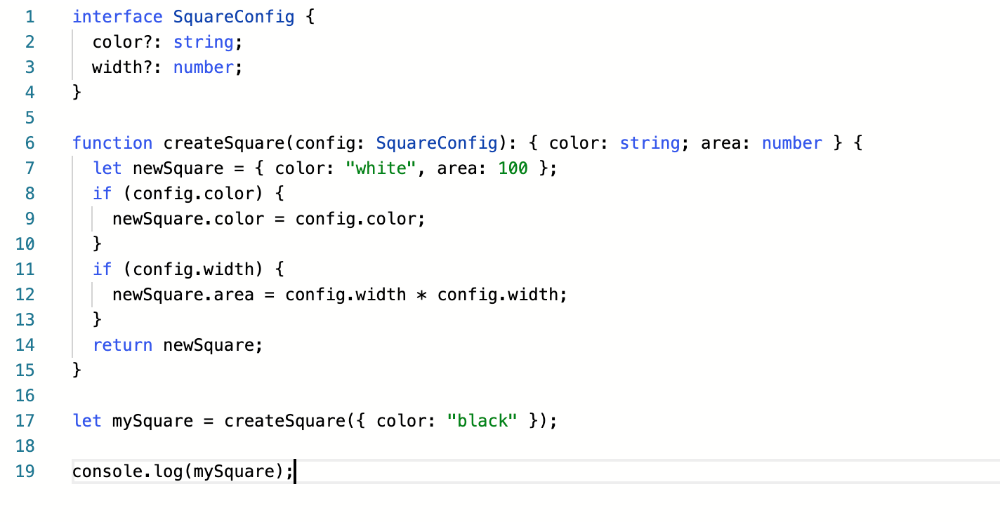 1 interface SquareConfig {
2   color?: string;
3   width?: number;
4 }
5
6 function createSquare(config: SquareConfig): { color: string; area: number } {
7   let newSquare = { color: "white", area: 100 };
8   if (config.color) {
9     newSquare.color = config.color;
10   }
11   if (config.width) {
12     newSquare.area = config.width * config.width;
13   }
14   return newSquare;
15 }
16
17 let mySquare = createSquare({ color: "black" });
18
19 console.log(mySquare);